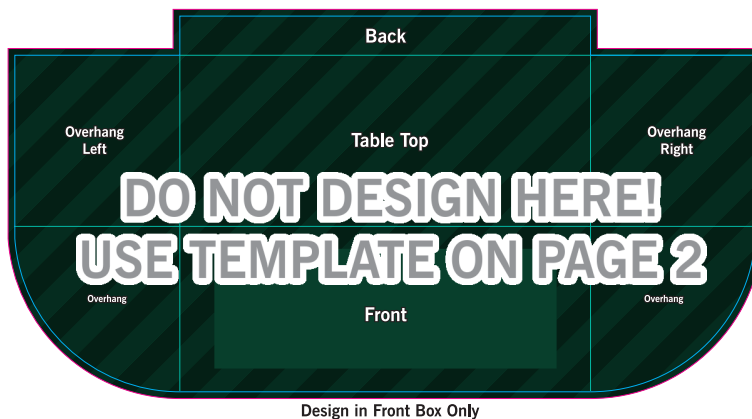 Back
Overhang
Left
Table Top
Overhang
Right
DO NOT DESIGN HERE!
USE TEMPLATE ON PAGE 2
Overhang
Front
Overhang
Design in Front Box Only